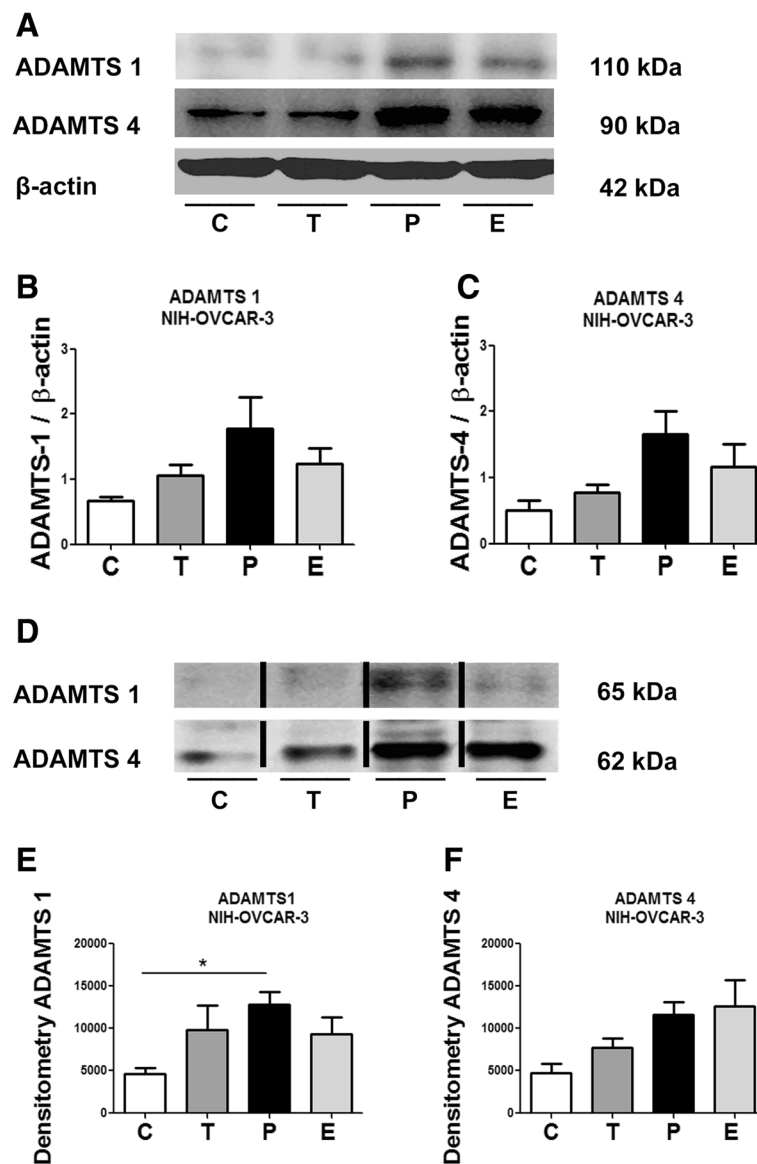 A
ADAMTS 1
110 kDa
ADAMTS 4
90 kDa
β-actin
42 kDa
C T P E
B
ADAMTS 1
NIH-OVCAR-3
ADAMTS-1 / β-actin
3
2
1
0
C T P E
C
ADAMTS 4
NIH-OVCAR-3
ADAMTS-4 / β-actin
3
2
1
0
C T P E
D
ADAMTS 1
65 kDa
ADAMTS 4
62 kDa
C T P E
E
ADAMTS1
NIH-OVCAR-3
Densitometry ADAMTS 1
20000
15000
10000
5000
0
*
C T P E
F
ADAMTS 4
NIH-OVCAR-3
Densitometry ADAMTS 4
20000
15000
10000
5000
0
C T P E